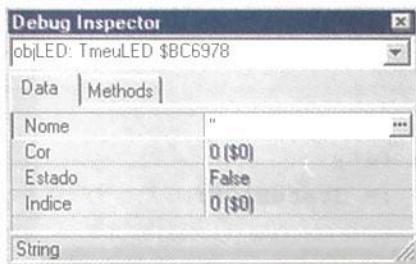 Debug Inspector
objLED: TmeuLED $BC6978
Data Methods
Nome ''
Cor 0 ($0)
Estado False
Indice 0 ($0)
String